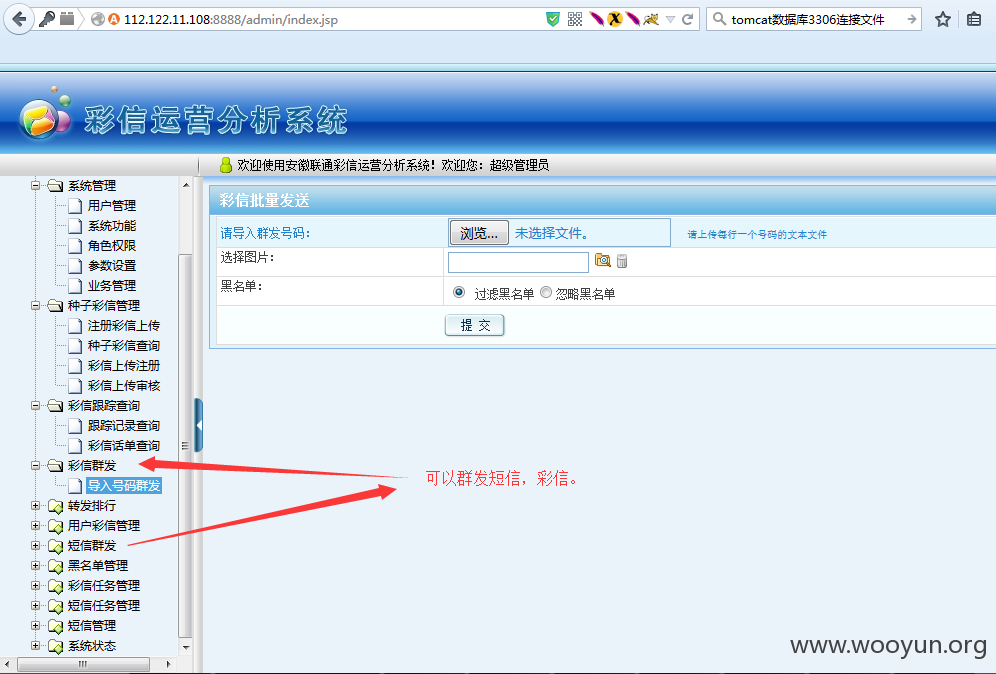 112.122.11.108:8888/admin/index.jsp
tomcat数据库3306连接文件
彩信运营分析系统
欢迎使用安徽联通彩信运营分析系统！欢迎您：超级管理员
系统管理
用户管理
系统功能
角色权限
参数设置
业务管理
种子彩信管理
注册彩信上传
种子彩信查询
彩信上传注册
彩信上传审核
彩信跟踪查询
跟踪记录查询
彩信话单查询
彩信群发
导入号码群发
转发排行
用户彩信管理
短信群发
黑名单管理
彩信任务管理
短信任务管理
短信管理
系统状态
彩信批量发送
请导入群发号码： 浏览... 未选择文件。 请上传每行一个号码的文本文件
选择图片：
黑名单： 过滤黑名单 忽略黑名单
提 交
可以群发短信，彩信。
www.wooyun.org